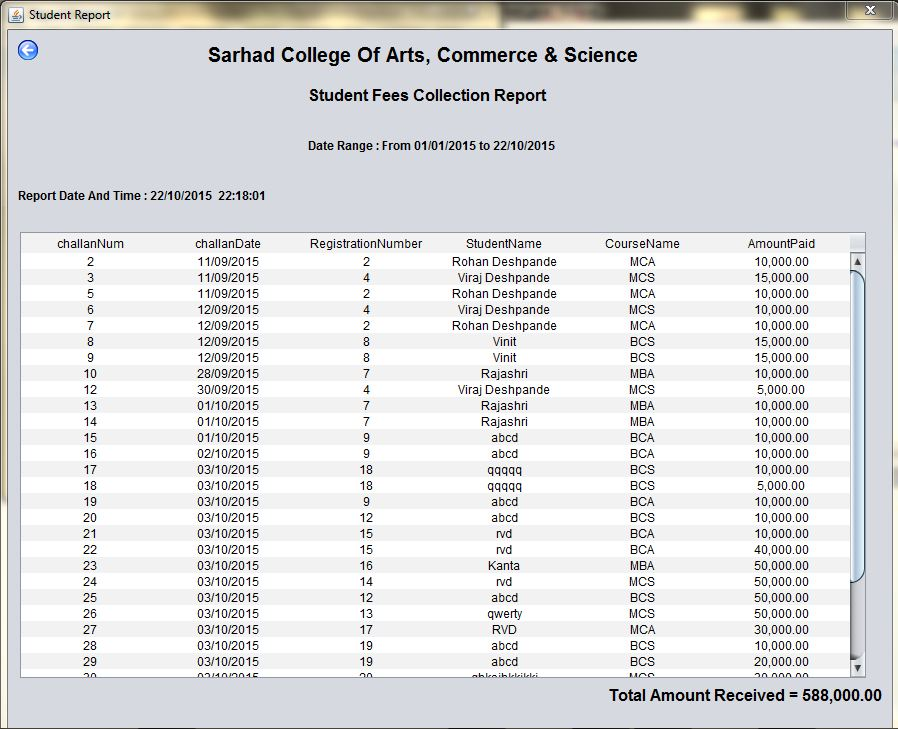 Student Report
Sarhad College Of Arts, Commerce & Science
Student Fees Collection Report
Date Range : From 01/01/2015 to 22/10/2015
Report Date And Time : 22/10/2015 22:18:01
challanNum challanDate RegistrationNumber StudentName CourseName AmountPaid
2 11/09/2015 2 Rohan Deshpande MCA 10,000.00
3 11/09/2015 4 Viraj Deshpande MCS 15,000.00
5 11/09/2015 2 Rohan Deshpande MCA 10,000.00
6 12/09/2015 4 Viraj Deshpande MCS 10,000.00
7 12/09/2015 2 Rohan Deshpande MCA 10,000.00
8 12/09/2015 8 Vinit BCS 15,000.00
9 12/09/2015 8 Vinit BCS 15,000.00
10 28/09/2015 7 Rajashri MBA 10,000.00
12 30/09/2015 4 Viraj Deshpande MCS 5,000.00
13 01/10/2015 7 Rajashri MBA 10,000.00
14 01/10/2015 7 Rajashri MBA 10,000.00
15 01/10/2015 9 abcd BCA 10,000.00
16 02/10/2015 9 abcd BCA 10,000.00
17 03/10/2015 18 qqqqq BCS 10,000.00
18 03/10/2015 18 qqqqq BCS 5,000.00
19 03/10/2015 9 abcd BCA 10,000.00
20 03/10/2015 12 abcd BCS 10,000.00
21 03/10/2015 15 rvd BCA 10,000.00
22 03/10/2015 15 rvd BCA 40,000.00
23 03/10/2015 16 Kanta MBA 50,000.00
24 03/10/2015 14 rvd MCS 50,000.00
25 03/10/2015 12 abcd BCS 50,000.00
26 03/10/2015 13 qwerty MCS 50,000.00
27 03/10/2015 17 RVD MCA 30,000.00
28 03/10/2015 19 abcd BCS 10,000.00
29 03/10/2015 19 abcd BCS 20,000.00
30 03/10/2015 20 MCS
Total Amount Received = 588,000.00